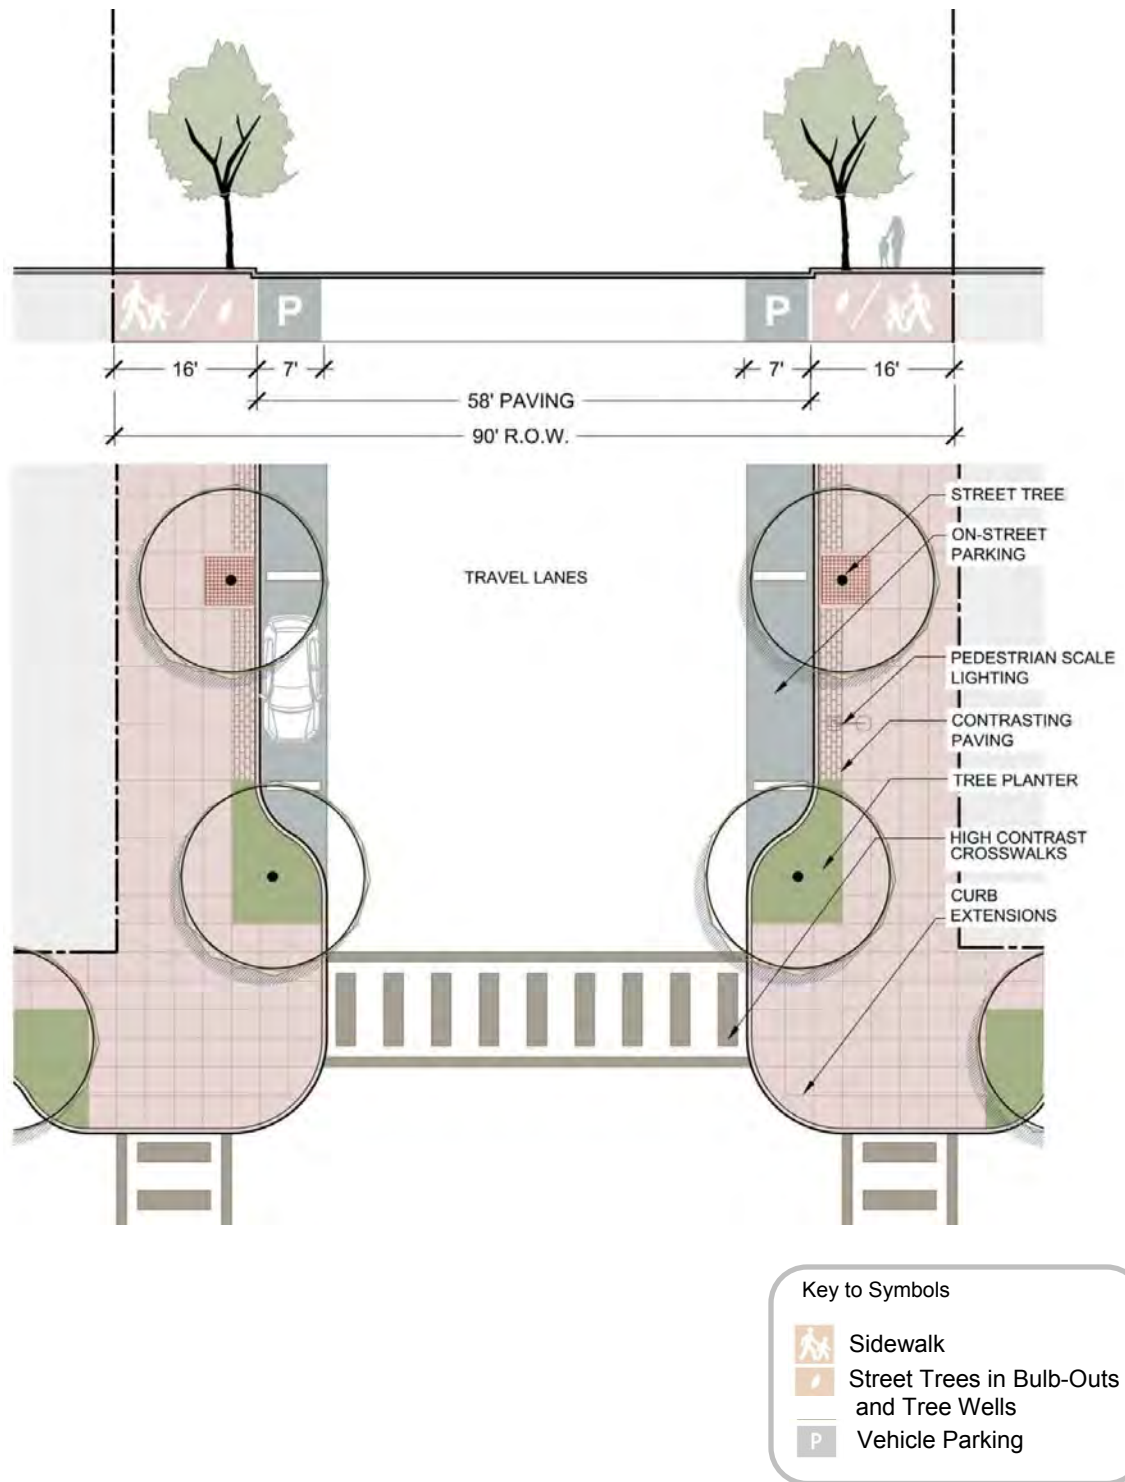 P
P
16'
7'
7'
16'
58' PAVING
90' R.O.W.
STREET TREE
ON-STREET
PARKING
TRAVEL LANES
PEDESTRIAN SCALE
LIGHTING
CONTRASTING
PAVING
TREE PLANTER
HIGH CONTRAST
CROSSWALKS
CURB
EXTENSIONS
Key to Symbols
Sidewalk
Street Trees in Bulb-Outs
and Tree Wells
P Vehicle Parking